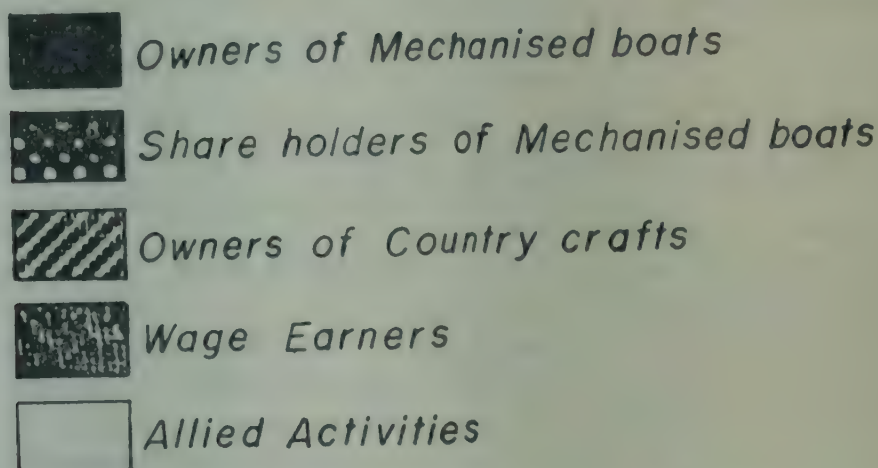 Owners of Mechanised boats
Share holders of Mechanised boats
Owners of Country crafts
Wage Earners
Allied Activities